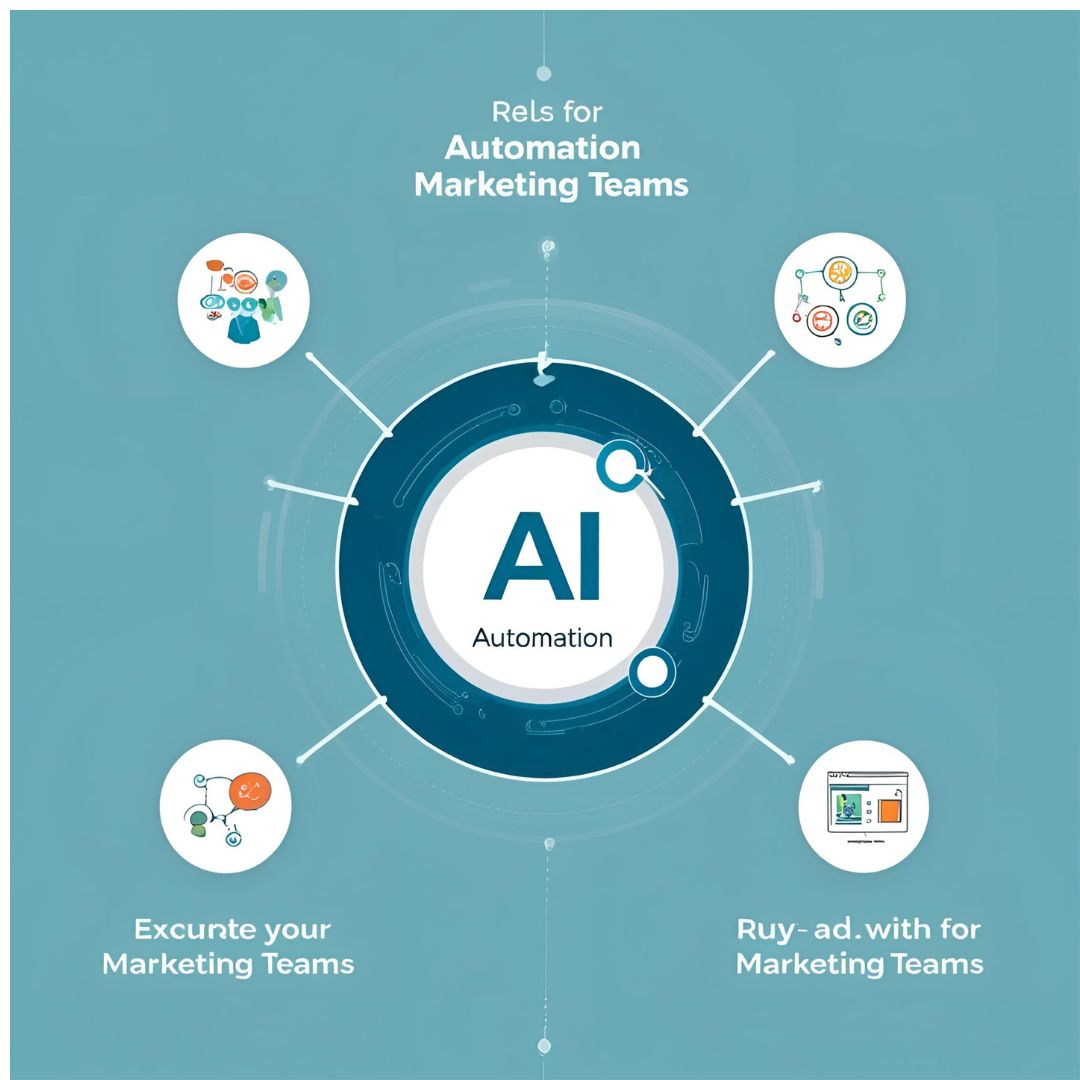 Rels for
Automation
Marketing Teams
AI
Automation
Excunte your
Marketing Teams
Ruy-ad.with for
Marketing Teams